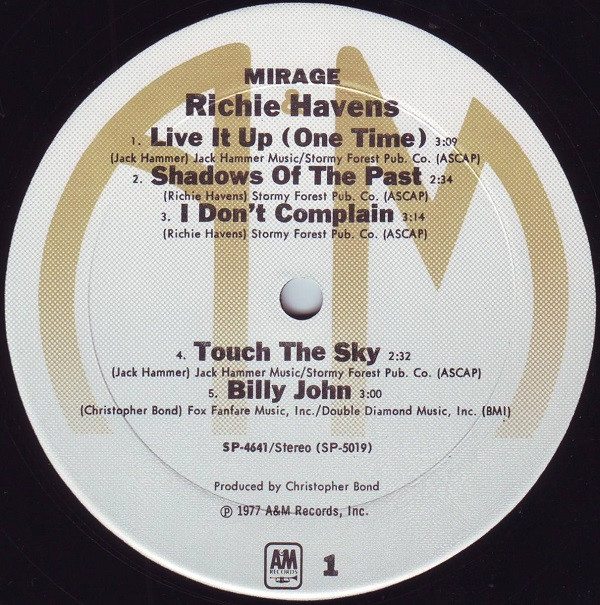 MIRAGE
Richie Havens
1. Live It Up (One Time) 3:09
(Jack Hammer) Jack Hammer Music/Stormy Forest Pub. Co. (ASCAP)
2. Shadows Of The Past 2:34
(Richie Havens) Stormy Forest Pub. Co. (ASCAP)
3. I Don't Complain 3:14
(Richie Havens) Stormy Forest Pub. Co. (ASCAP)
4. Touch The Sky 2:32
(Jack Hammer) Jack Hammer Music/Stormy Forest Pub. Co. (ASCAP)
5. Billy John 3:00
(Christopher Bond) Fox Fanfare Music, Inc./Double Diamond Music, Inc. (BMI)
SP-4641/Stereo (SP-5019)
Produced by Christopher Bond
℗ 1977 A&M Records, Inc.
A&M
RECORDS
1